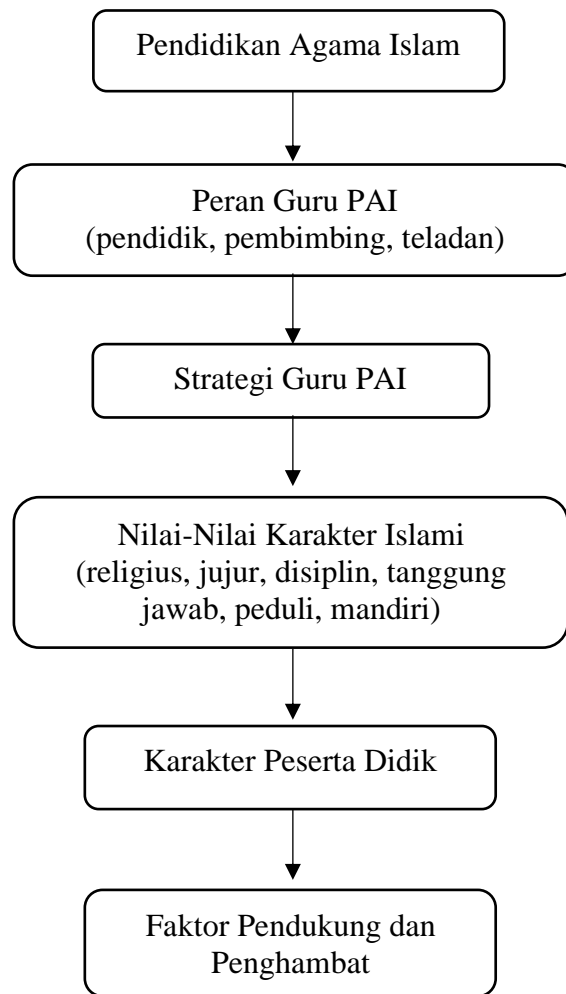 Pendidikan Agama Islam
Peran Guru PAI
(pendidik, pembimbing, teladan)
Strategi Guru PAI
Nilai-Nilai Karakter Islami
(religius, jujur, disiplin, tanggung
jawab, peduli, mandiri)
Karakter Peserta Didik
Faktor Pendukung dan
Penghambat